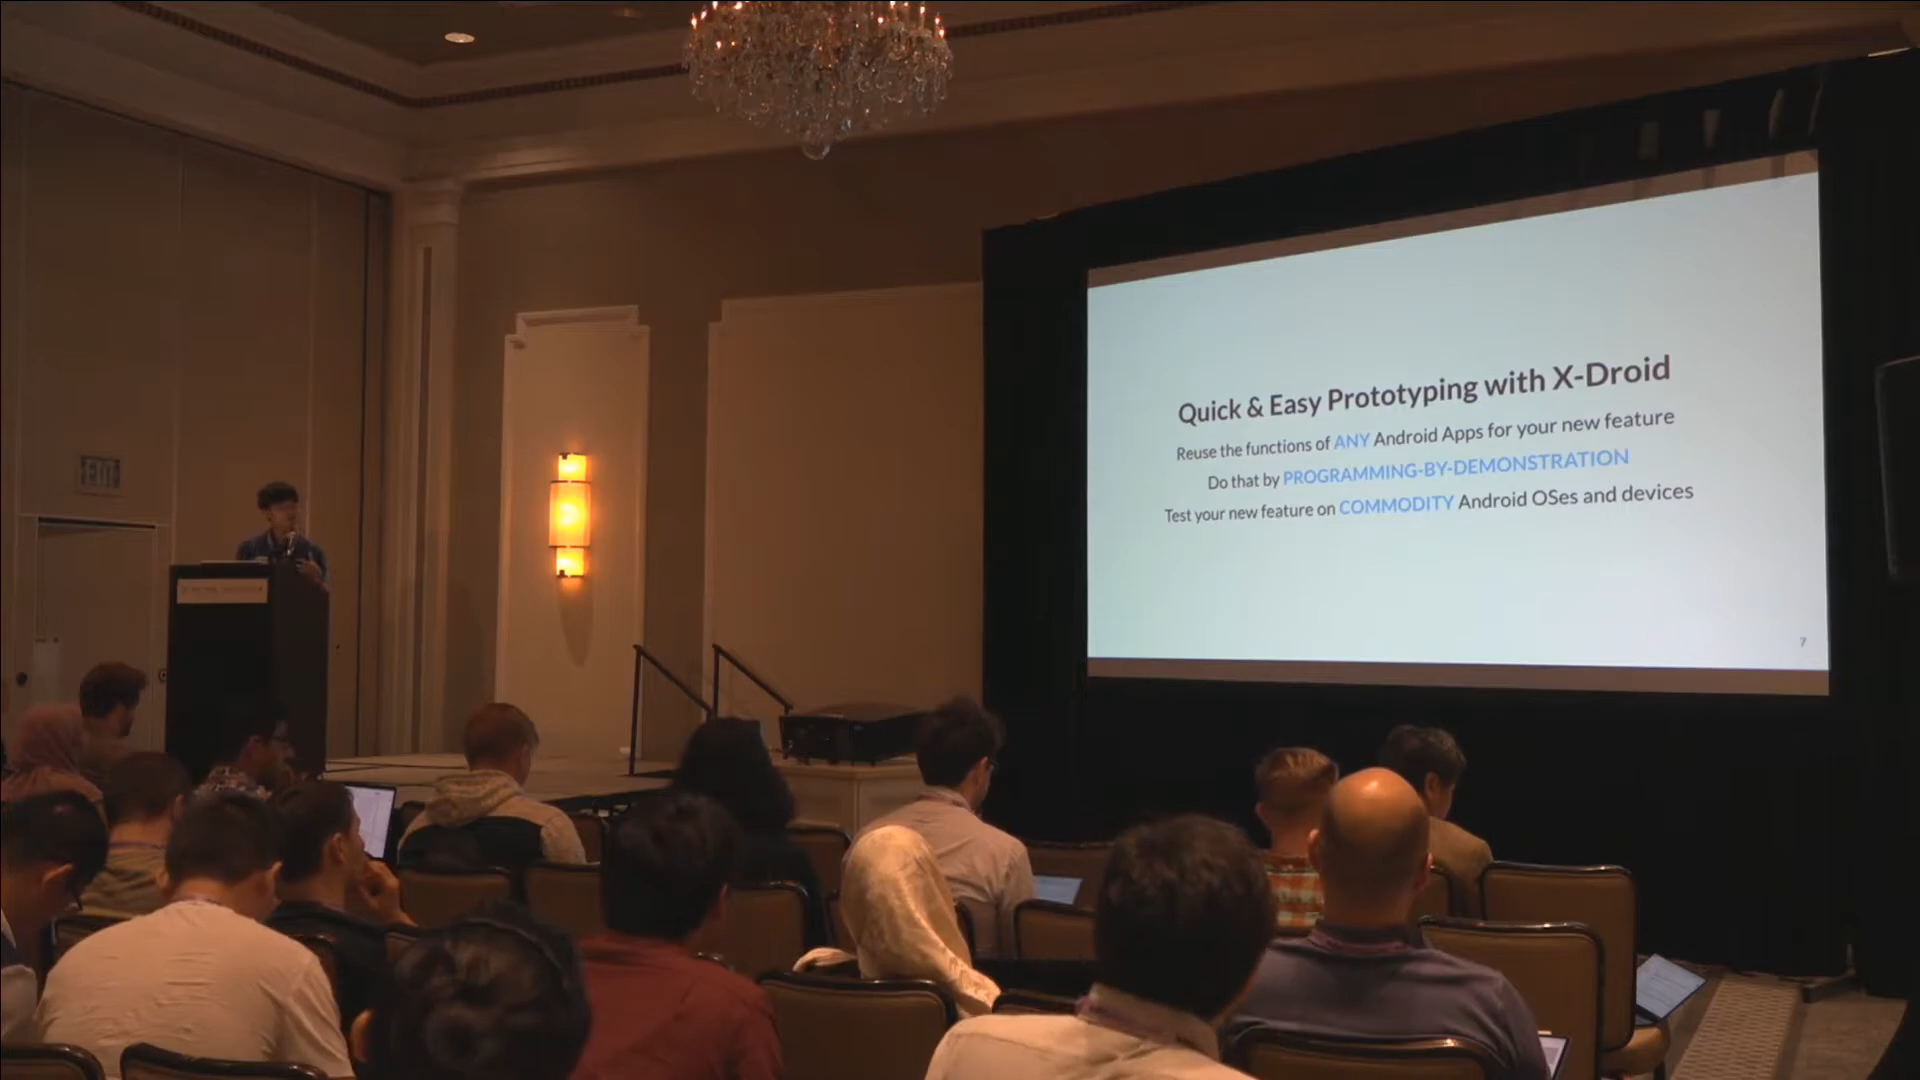 EXIT
Quick & Easy Prototyping with X-Droid
Reuse the functions of ANY Android Apps for your new feature
Do that by PROGRAMMING-BY-DEMONSTRATION
Test your new feature on COMMODITY Android OSes and devices
7